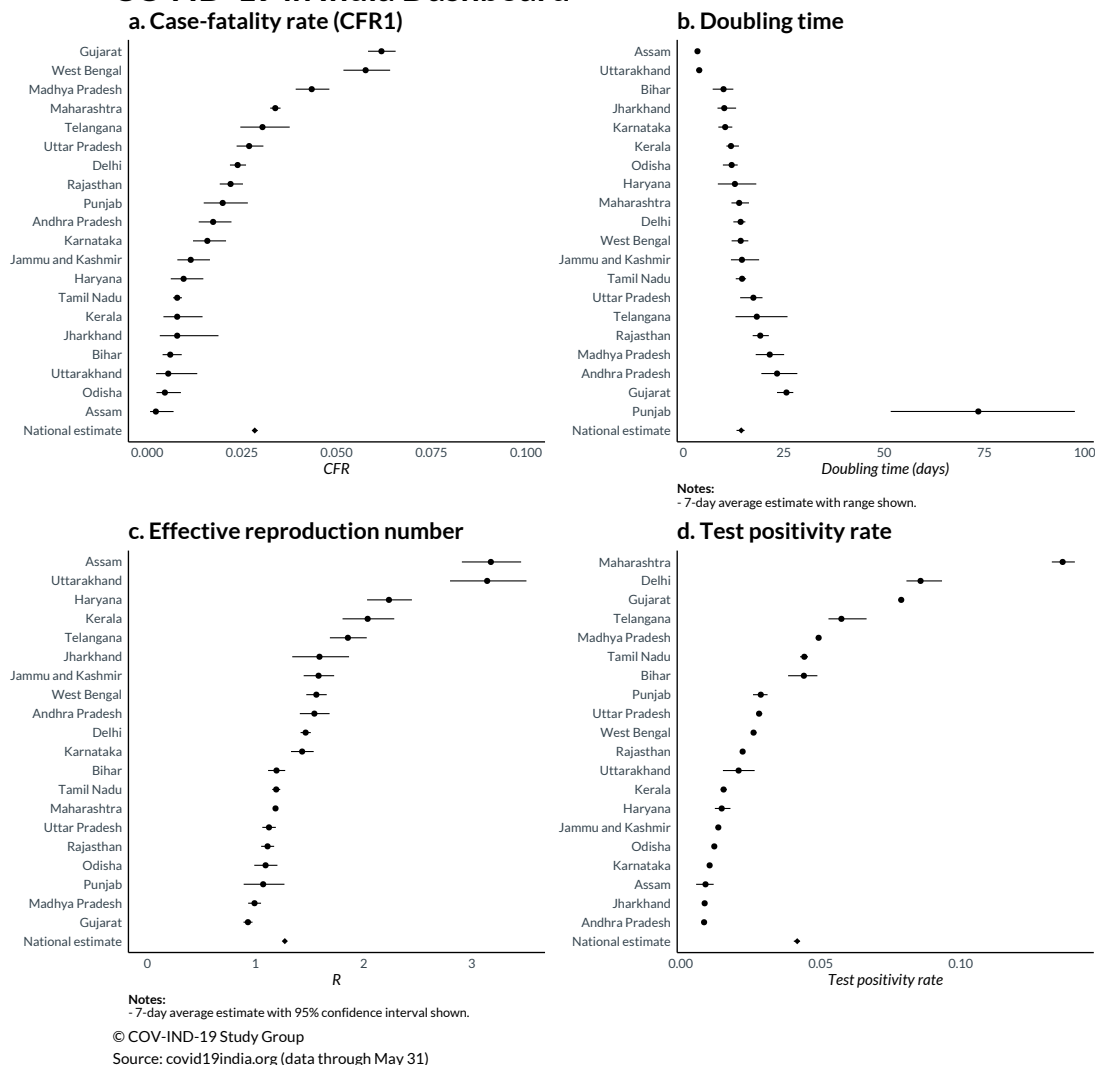 COVID-19 in India Dashboard
a. Case-fatality rate (CFR1)
Gujarat
West Bengal
Madhya Pradesh
Maharashtra
Telangana
Uttar Pradesh
Delhi
Rajasthan
Punjab
Andhra Pradesh
Karnataka
Jammu and Kashmir
Haryana
Tamil Nadu
Kerala
Jharkhand
Bihar
Uttarakhand
Odisha
Assam
National estimate
0.000 0.025 0.050 0.075 0.100
CFR
b. Doubling time
Assam
Uttarakhand
Bihar
Jharkhand
Karnataka
Kerala
Odisha
Haryana
Maharashtra
Delhi
West Bengal
Jammu and Kashmir
Tamil Nadu
Uttar Pradesh
Telangana
Rajasthan
Madhya Pradesh
Andhra Pradesh
Gujarat
Punjab
National estimate
0 25 50 75 100
Doubling time (days)
Notes:
- 7-day average estimate with range shown.
c. Effective reproduction number
Assam
Uttarakhand
Haryana
Kerala
Telangana
Jharkhand
Jammu and Kashmir
West Bengal
Andhra Pradesh
Delhi
Karnataka
Bihar
Tamil Nadu
Maharashtra
Uttar Pradesh
Rajasthan
Odisha
Punjab
Madhya Pradesh
Gujarat
National estimate
0 1 2 3
R
Notes:
- 7-day average estimate with 95% confidence interval shown.
d. Test positivity rate
Maharashtra
Delhi
Gujarat
Telangana
Madhya Pradesh
Tamil Nadu
Bihar
Punjab
Uttar Pradesh
West Bengal
Rajasthan
Uttarakhand
Kerala
Haryana
Jammu and Kashmir
Odisha
Karnataka
Assam
Jharkhand
Andhra Pradesh
National estimate
0.00 0.05 0.10
Test positivity rate
© COV-IND-19 Study Group
Source: covid19india.org (data through May 31)